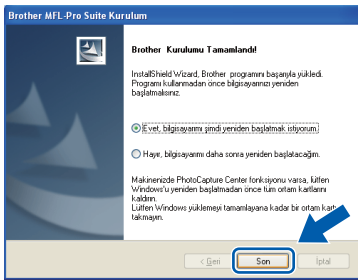 Brother MFL-Pro Suite Kurulum
Brother Kurulumu Tamamlandı!
InstallShield Wizard, Brother programını başarıyla yükledi.
Programı kullanmadan önce bilgisayarınızı yeniden
başlatmalısınız.
Evet, bilgisayarımı şimdi yeniden başlatmak istiyorum.
Hayır, bilgisayarımı daha sonra yeniden başlatacağım.
Makinenizde PhotoCapture Center fonksiyonu varsa, lütfen
Windows'u yeniden başlatmadan önce tüm ortam kartlarını
kaldırın.
Lütfen Windows yüklemeyi tamamlayana kadar bir ortam kartı
takmayın.
< Geri
Son
İptal